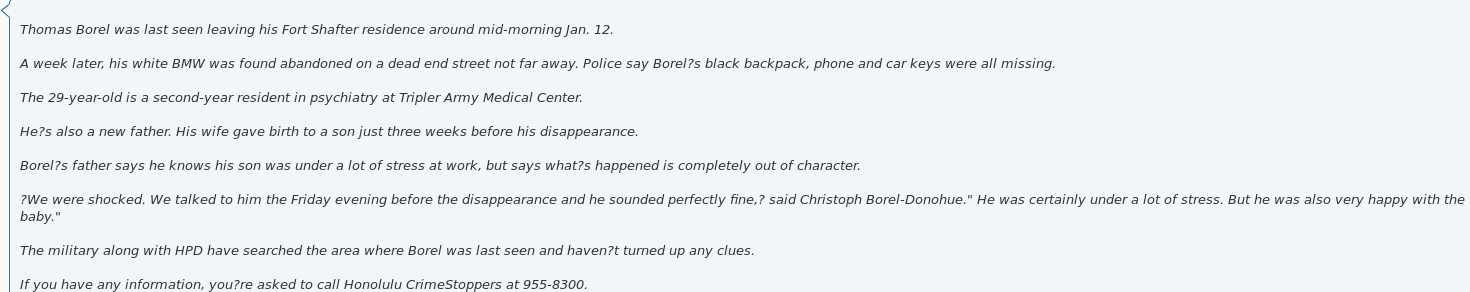 Thomas Borel was last seen leaving his Fort Shafter residence around mid-morning Jan. 12.
A week later, his white BMW was found abandoned on a dead end street not far away. Police say Borel?s black backpack, phone and car keys were all missing.
The 29-year-old is a second-year resident in psychiatry at Tripler Army Medical Center.
He?s also a new father. His wife gave birth to a son just three weeks before his disappearance.
Borel?s father says he knows his son was under a lot of stress at work, but says what?s happened is completely out of character.
?We were shocked. We talked to him the Friday evening before the disappearance and he sounded perfectly fine,? said Christoph Borel-Donohue." He was certainly under a lot of stress. But he was also very happy with the
baby."
The military along with HPD have searched the area where Borel was last seen and haven?t turned up any clues.
If you have any information, you?re asked to call Honolulu CrimeStoppers at 955-8300.